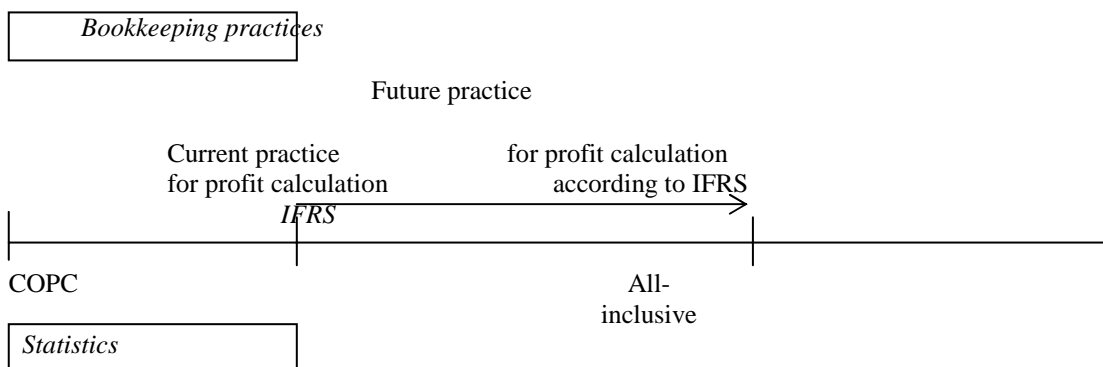 Bookkeeping practices
Future practice
Current practice
for profit calculation
for profit calculation
according to IFRS
IFRS
COPC
All-
inclusive
Statistics